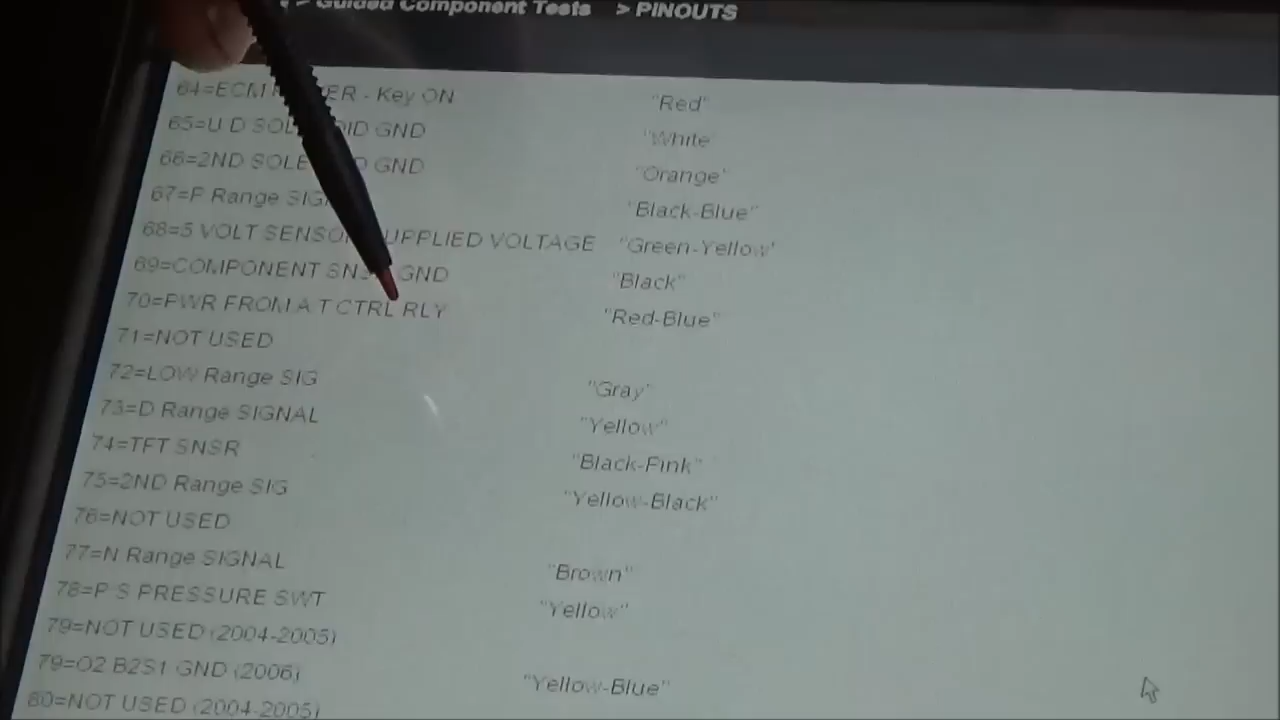 > Guided Component Tests > PINOUTS
64=ECM ER - Key ON "Red"
65=U D SOL OID GND "White"
66=2ND SOLE D GND "Orange"
67=P Range SIG "Black-Blue"
68=5 VOLT SENSOR SUPPLIED VOLTAGE "Green-Yellow"
69=COMPONENT SNS GND "Black"
70=PWR FROM A T CTRL RLY "Red-Blue"
71=NOT USED
72=LOW Range SIG "Gray"
73=D Range SIGNAL "Yellow"
74=TFT SNSR "Black-Pink"
75=2ND Range SIG "Yellow-Black"
76=NOT USED
77=N Range SIGNAL "Brown"
78=P S PRESSURE SWT "Yellow"
79=NOT USED (2004-2005)
79=O2 B2S1 GND (2006) "Yellow-Blue"
80=NOT USED (2004-2005)